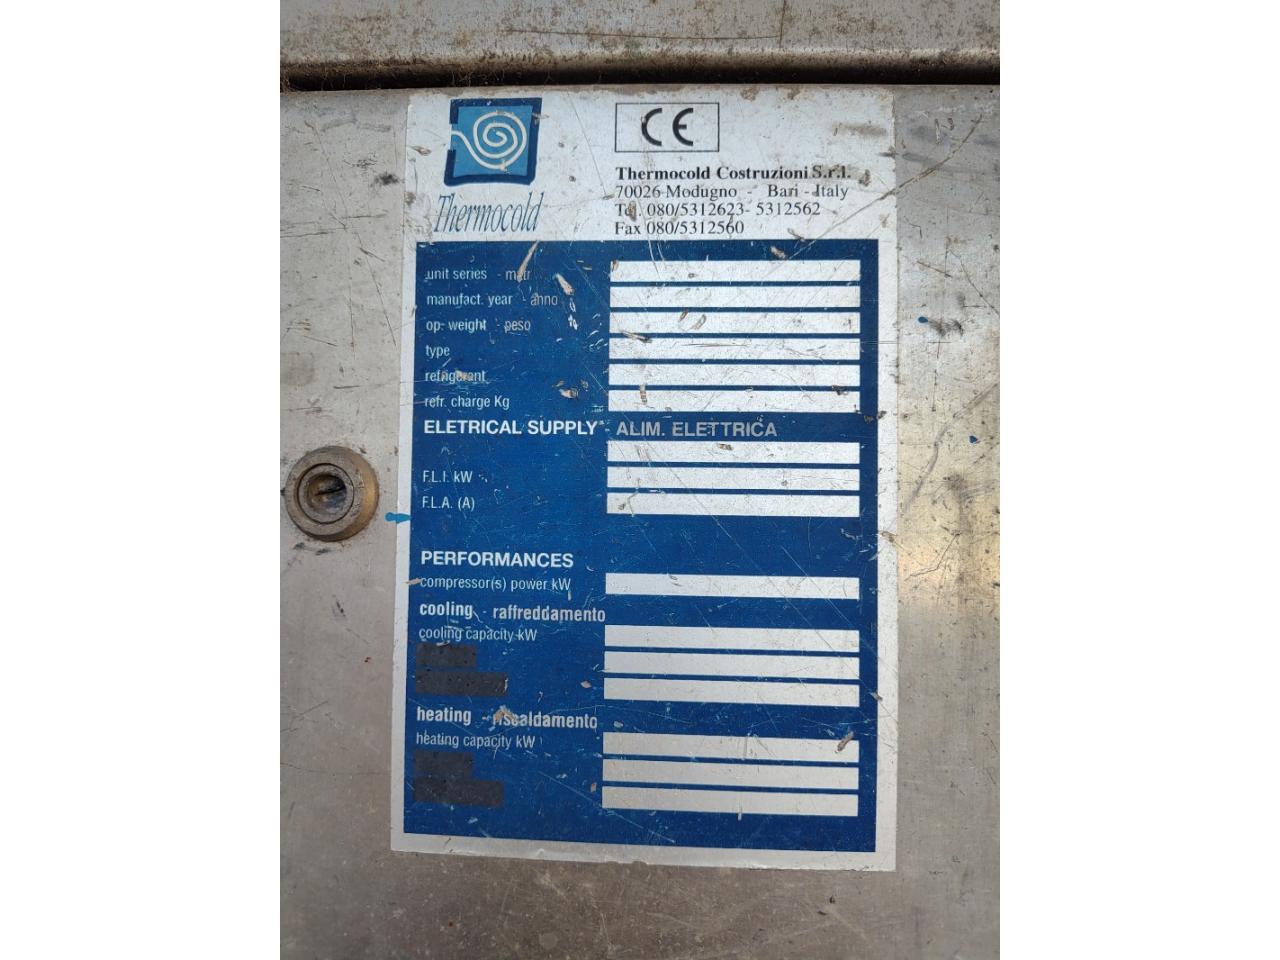 CE
Thermocold
Thermocold Costruzioni S.r.l.
70026 Modugno - Bari - Italy
Tel. 080/5312623- 5312562
Fax 080/5312560
unit series - matr
manufact. year - anno
op. weight - peso
type
refrigerant
refr. charge Kg
ELETRICAL SUPPLY - ALIM. ELETTRICA
F.L.I. kW
F.L.A. (A)
PERFORMANCES
compressor(s) power kW
cooling - raffreddamento
cooling capacity kW
heating - riscaldamento
heating capacity kW